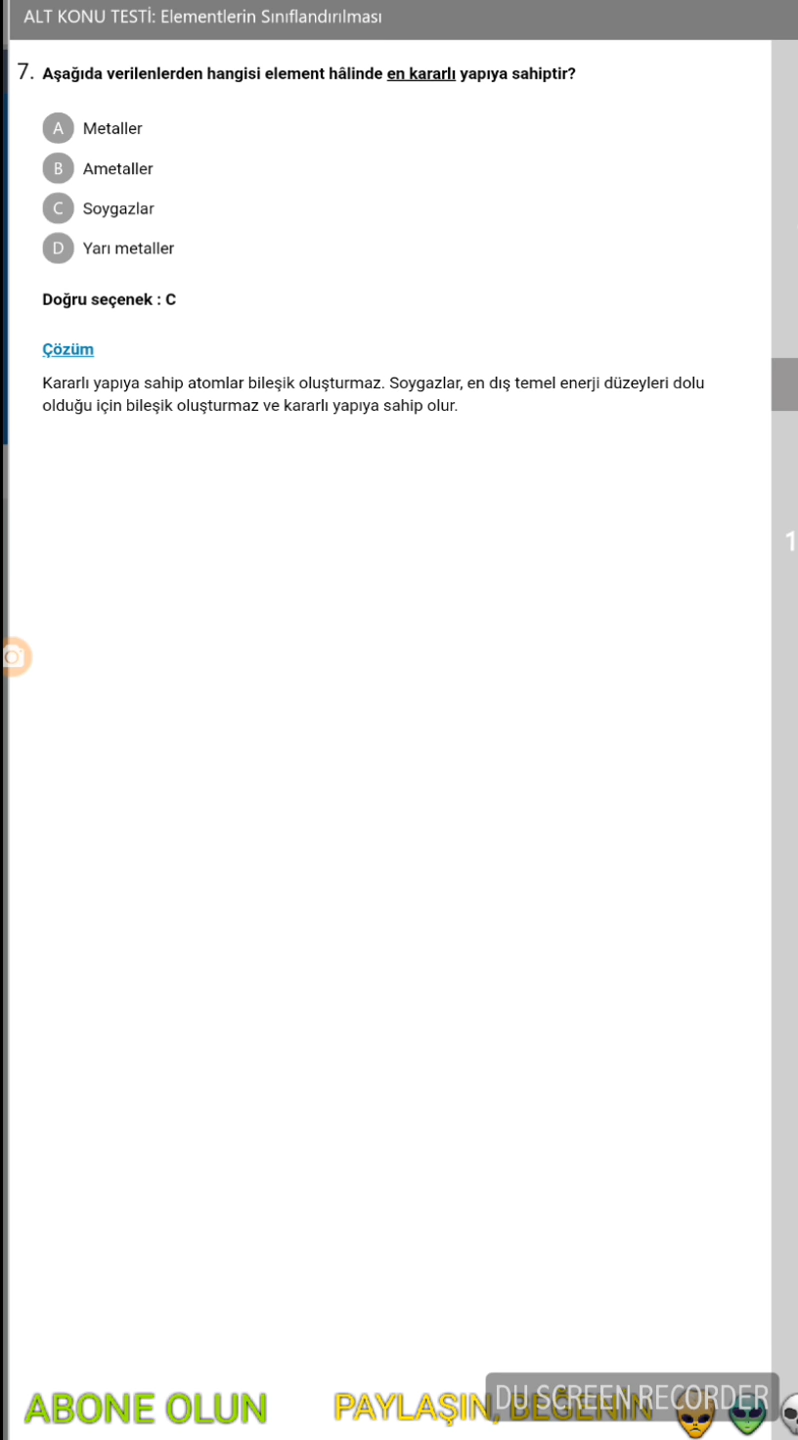 ALT KONU TESTİ: Elementlerin Sınıflandırılması
7. Aşağıda verilenlerden hangisi element hâlinde en kararlı yapıya sahiptir?
A Metaller
B Ametaller
C Soygazlar
D Yarı metaller
Doğru seçenek : C
Çözüm
Kararlı yapıya sahip atomlar bileşik oluşturmaz. Soygazlar, en dış temel enerji düzeyleri dolu
olduğu için bileşik oluşturmaz ve kararlı yapıya sahip olur.
1
DU SCREEN RECORDER
ABONE OLUN PAYLAŞIN, BEĞENİN